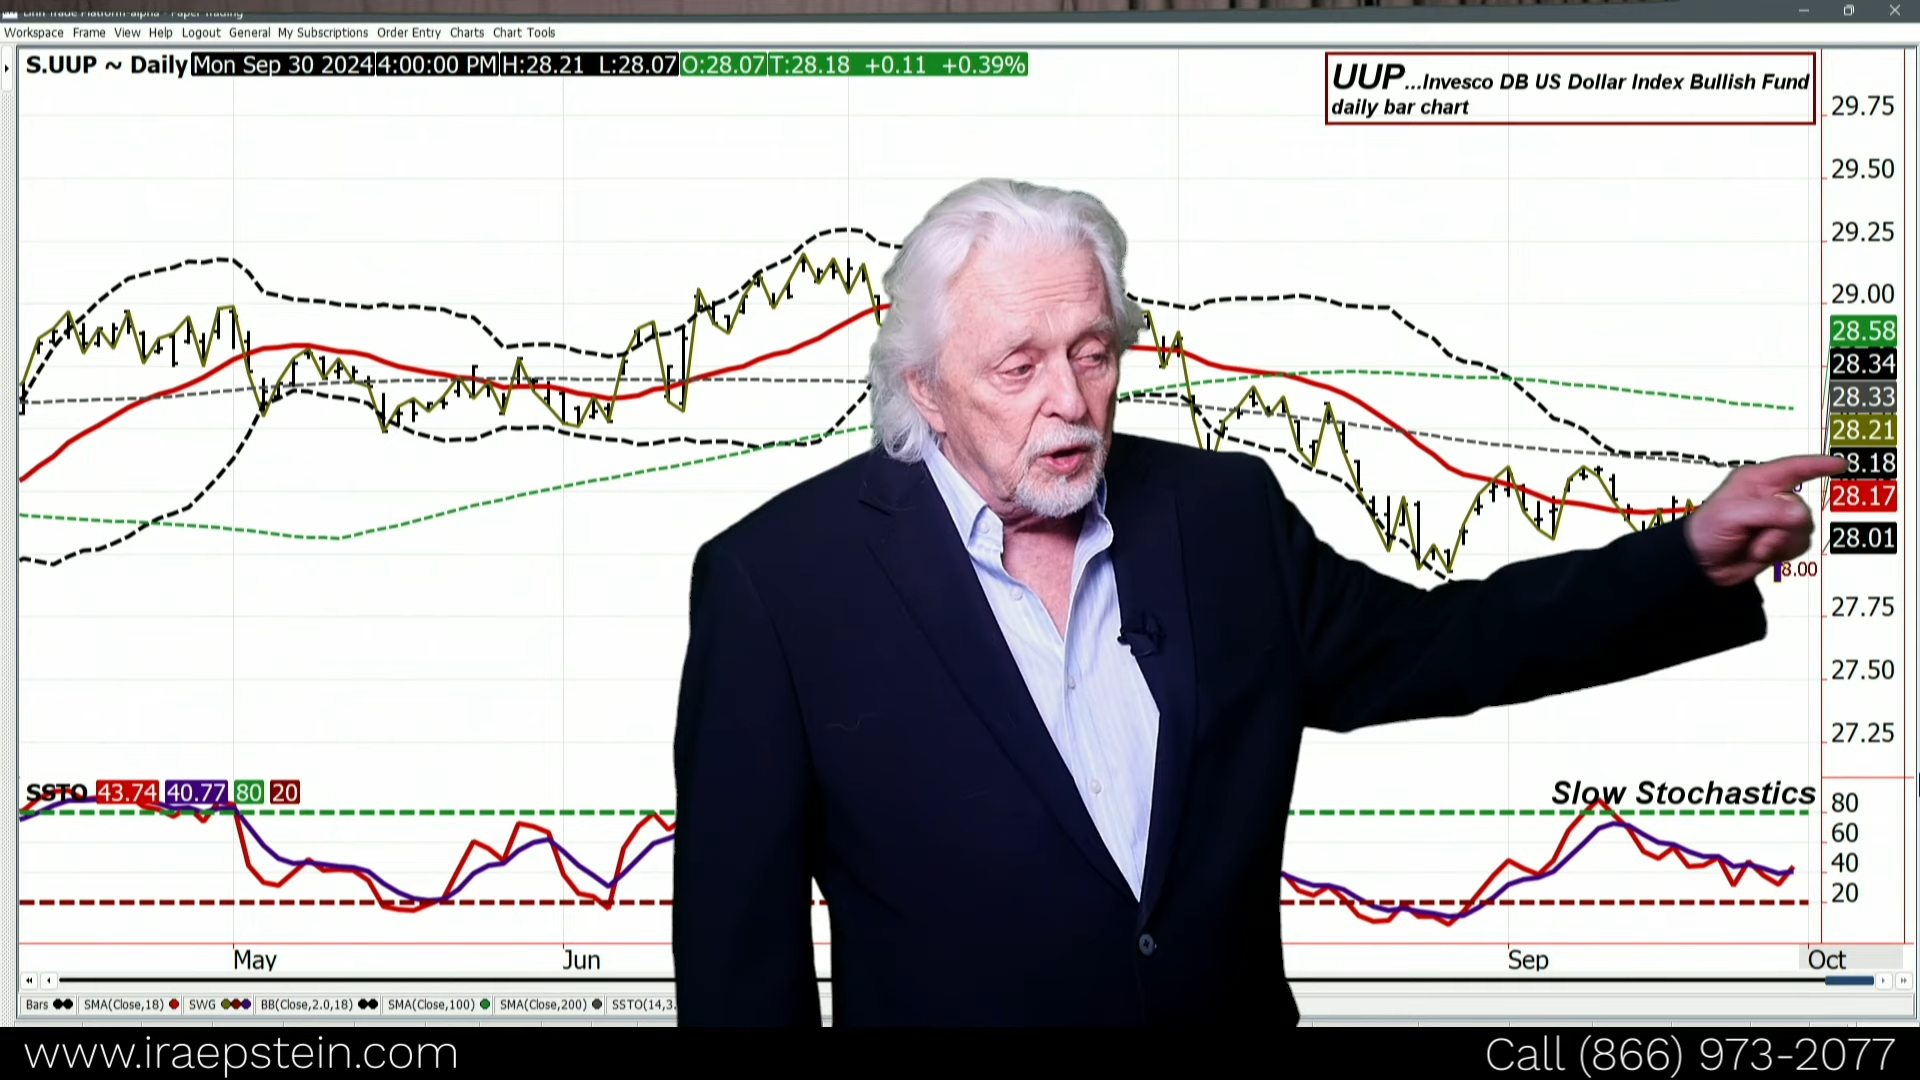 Linn Trade Platform-alpha - Paper Trading
Workspace Frame View Help Logout General My Subscriptions Order Entry Charts Chart Tools
S.UUP ~ Daily Mon Sep 30 2024 4:00:00 PM H:28.21 L:28.07 O:28.07 T:28.18 +0.11 +0.39%
UUP...Invesco DB US Dollar Index Bullish Fund
daily bar chart
29.75
29.50
29.25
29.00
28.58
28.34
28.33
28.21
28.18
28.17
28.01
8.00
27.75
27.50
27.25
SSTO 43.74 40.77 80 20
Slow Stochastics
80
60
40
20
May Jun Sep Oct
Bars SMA(Close,18) SWG BB(Close,2.0,18) SMA(Close,100) SMA(Close,200) SSTO(14,3.
www.iraepstein.com
Call (866) 973-2077